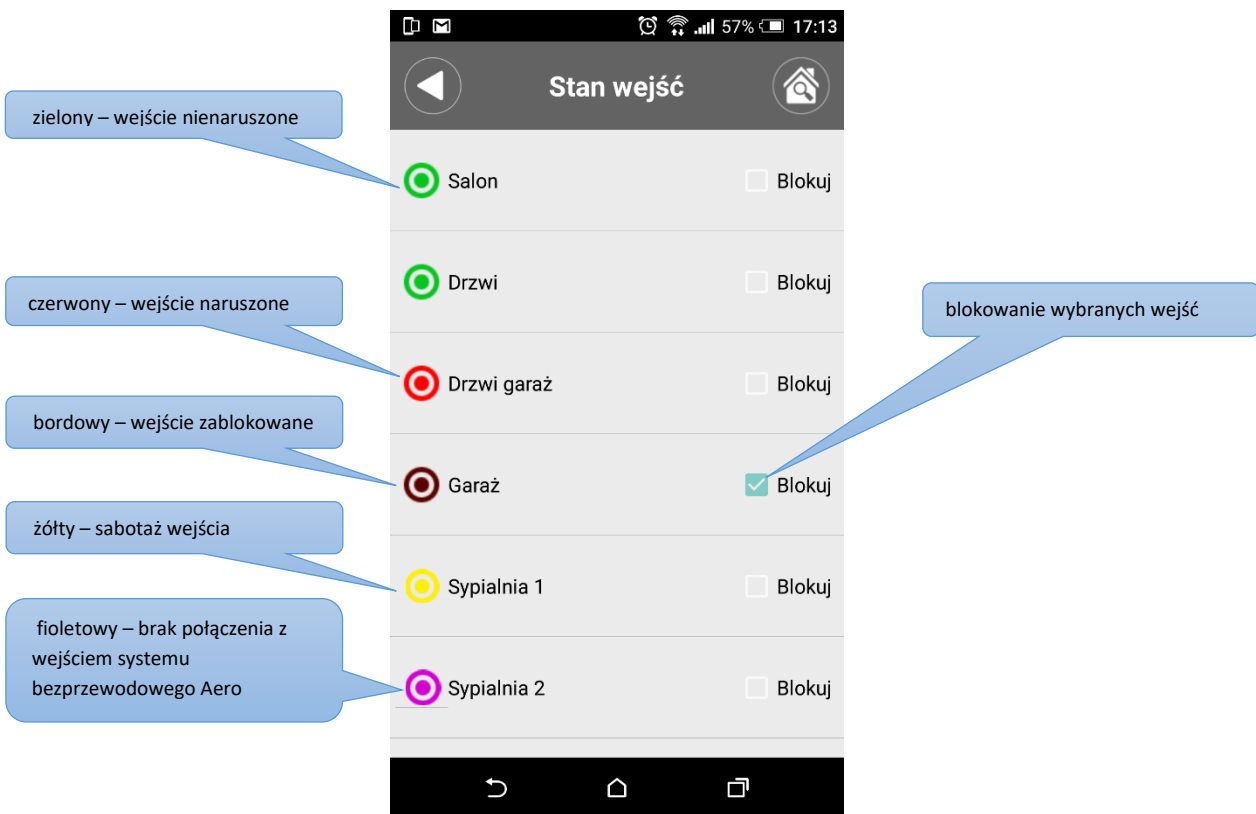 57% 17:13
Stan wejść
zielony – wejście nienaruszone
Salon Blokuj
Drzwi Blokuj
czerwony – wejście naruszone
blokowanie wybranych wejść
Drzwi garaż Blokuj
bordowy – wejście zablokowane
Garaż Blokuj
żółty – sabotaż wejścia
Sypialnia 1 Blokuj
fioletowy – brak połączenia z
wejściem systemu
bezprzewodowego Aero
Sypialnia 2 Blokuj